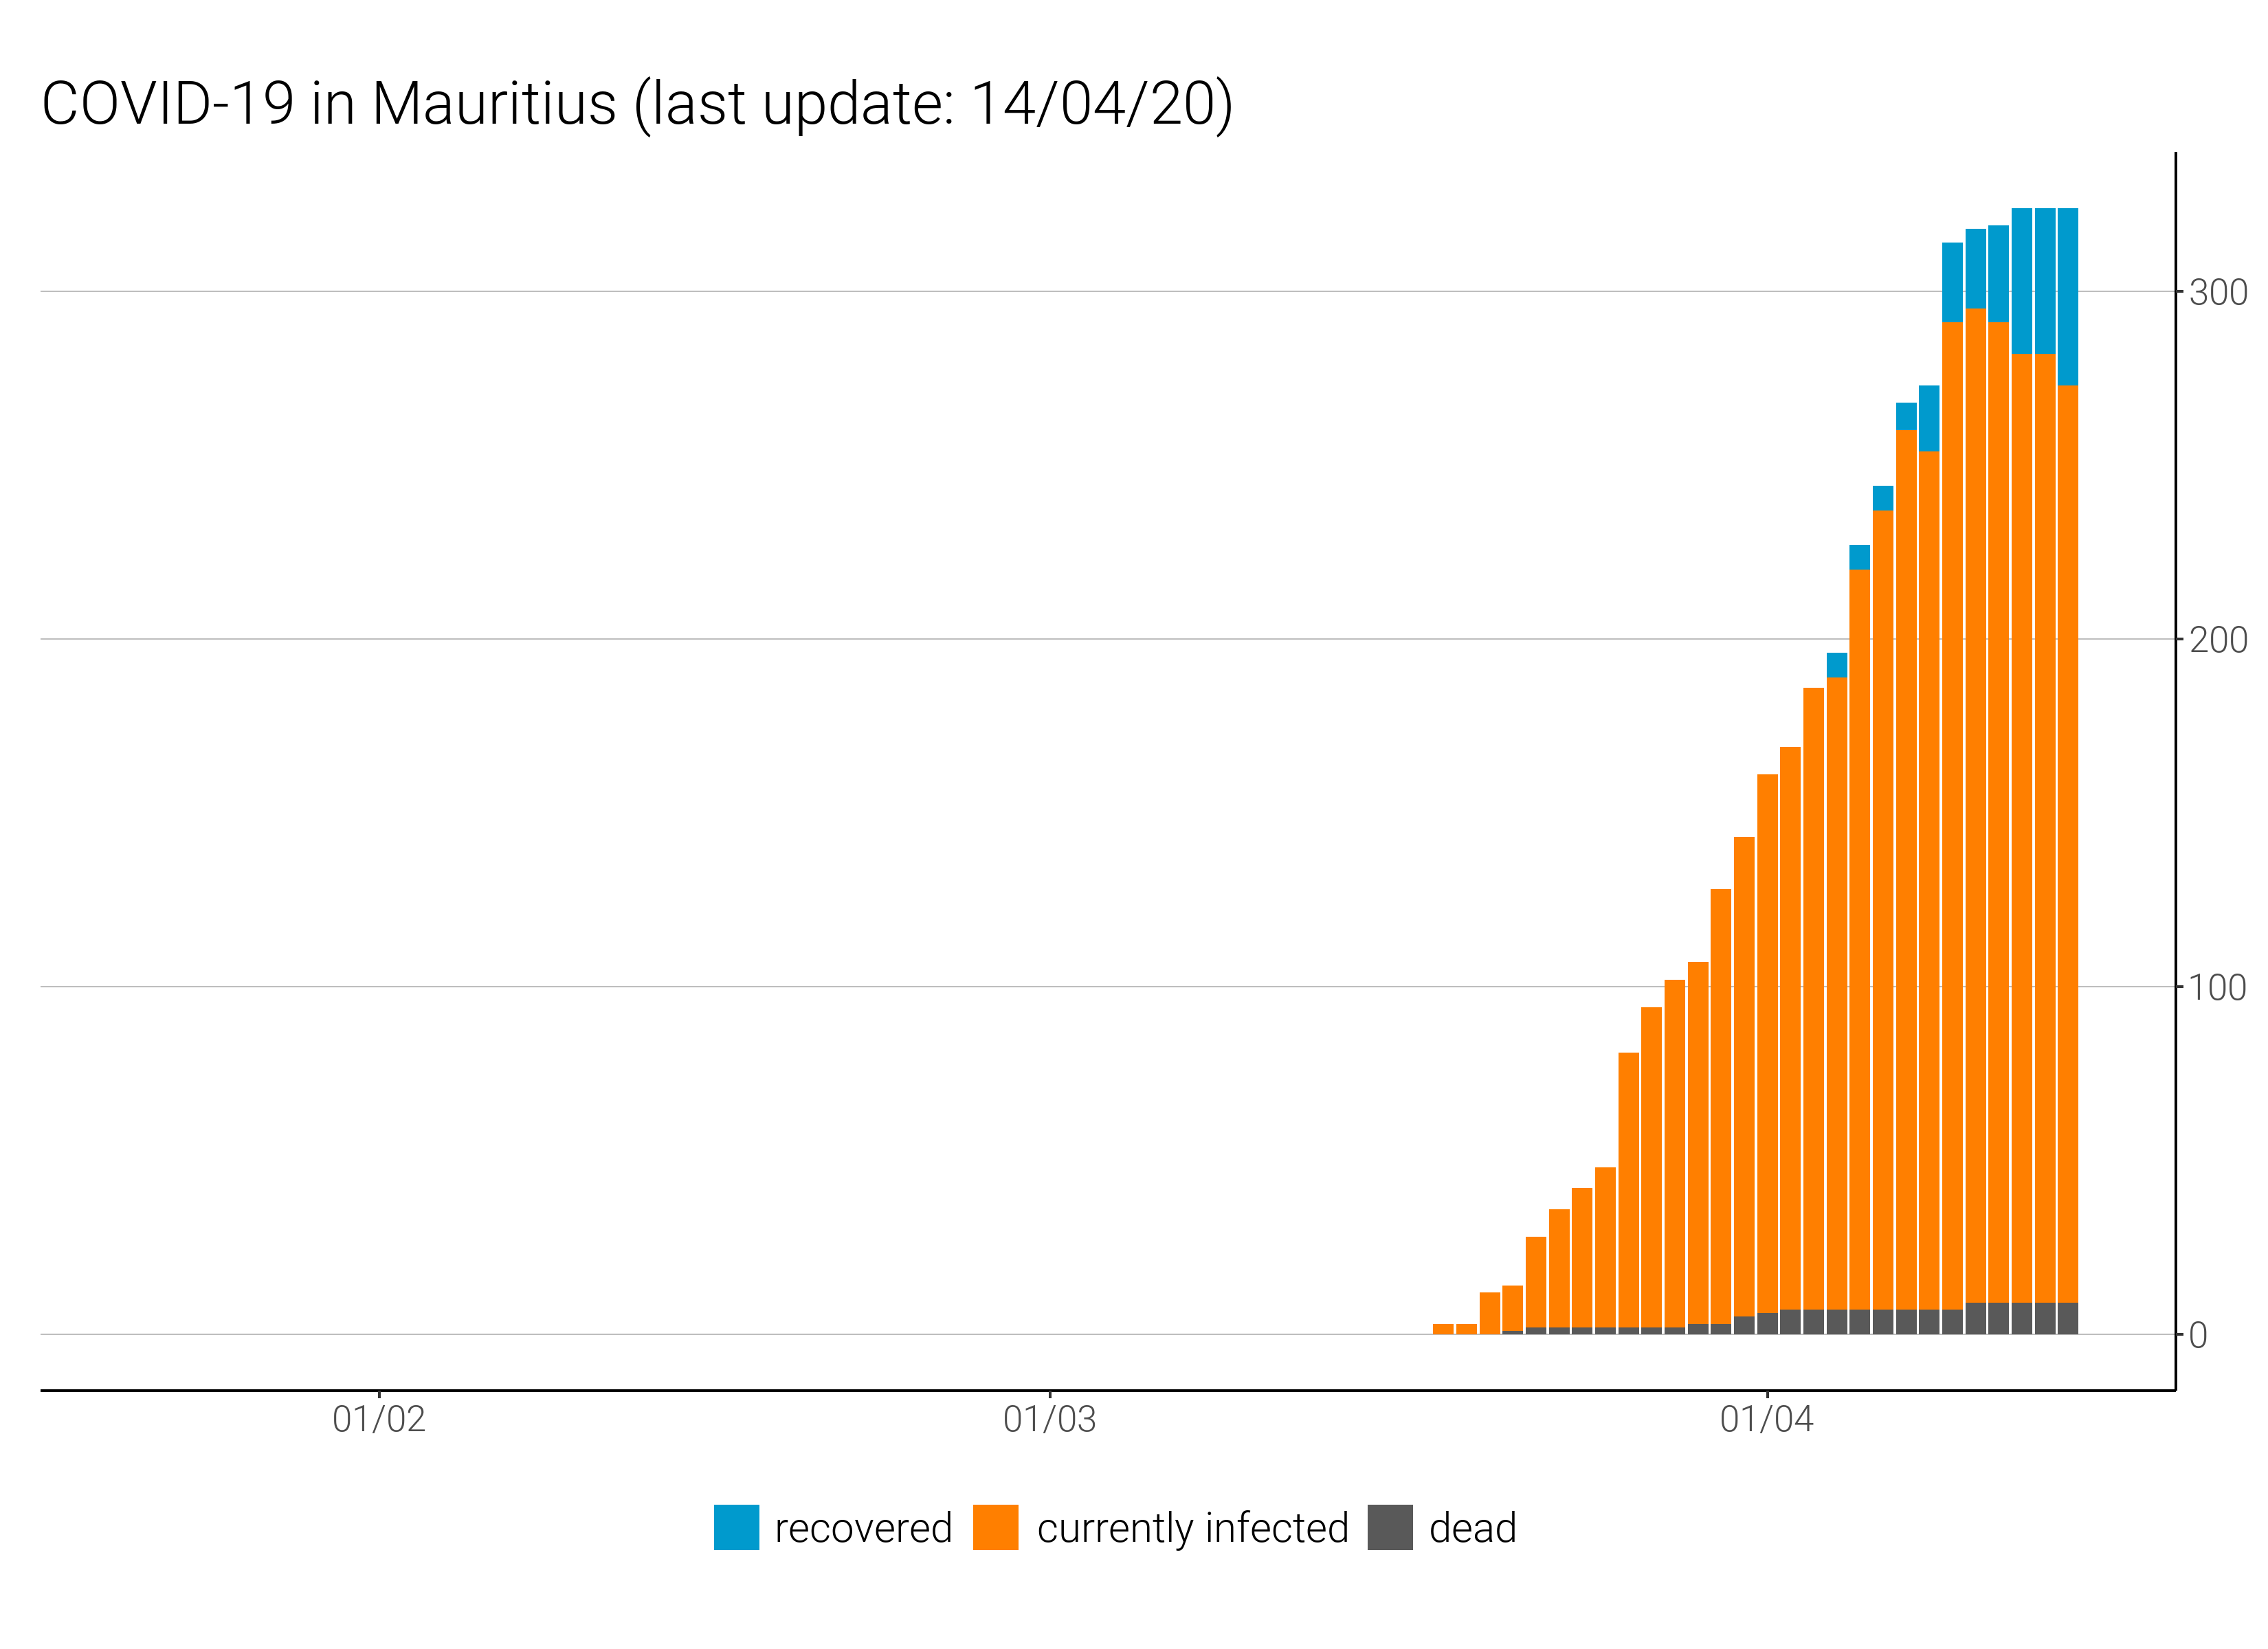 COVID-19 in Mauritius (last update: 14/04/20)
300
200
100
0
01/02 01/03 01/04
recovered currently infected dead